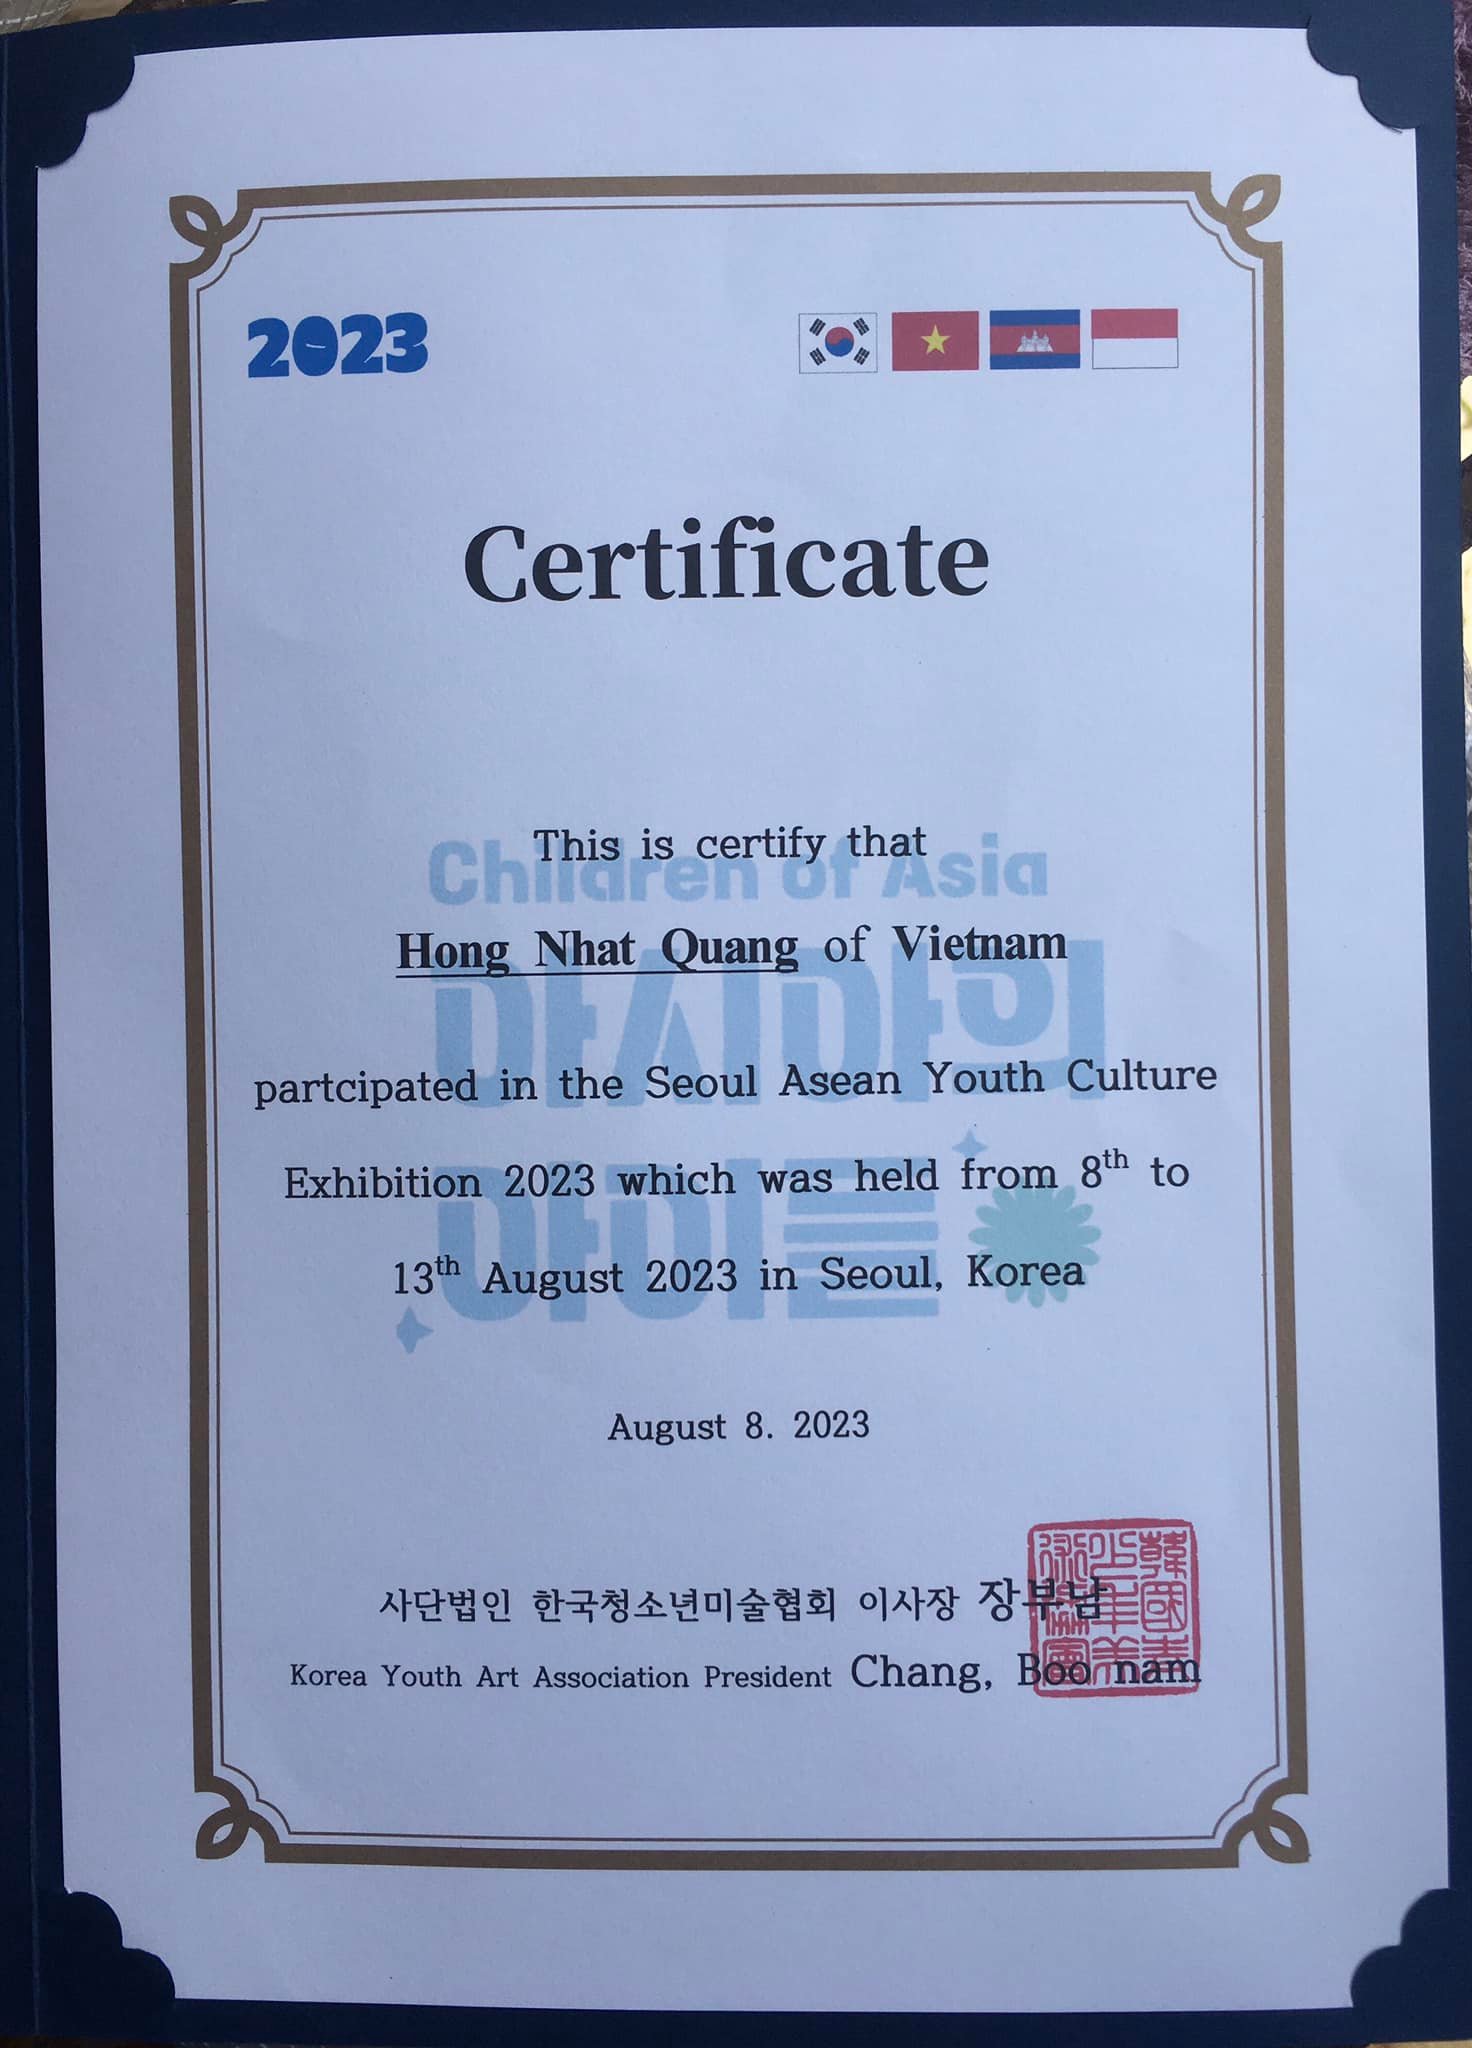 2023
Certificate
This is certify that
Children of Asia
Hong Nhat Quang of Vietnam
아시아의
partcipated in the Seoul Asean Youth Culture
Exhibition 2023 which was held from 8th to
아이들
13th August 2023 in Seoul, Korea
August 8. 2023
사단법인 한국청소년미술협회 이사장 장부남
Korea Youth Art Association President Chang, Boo nam